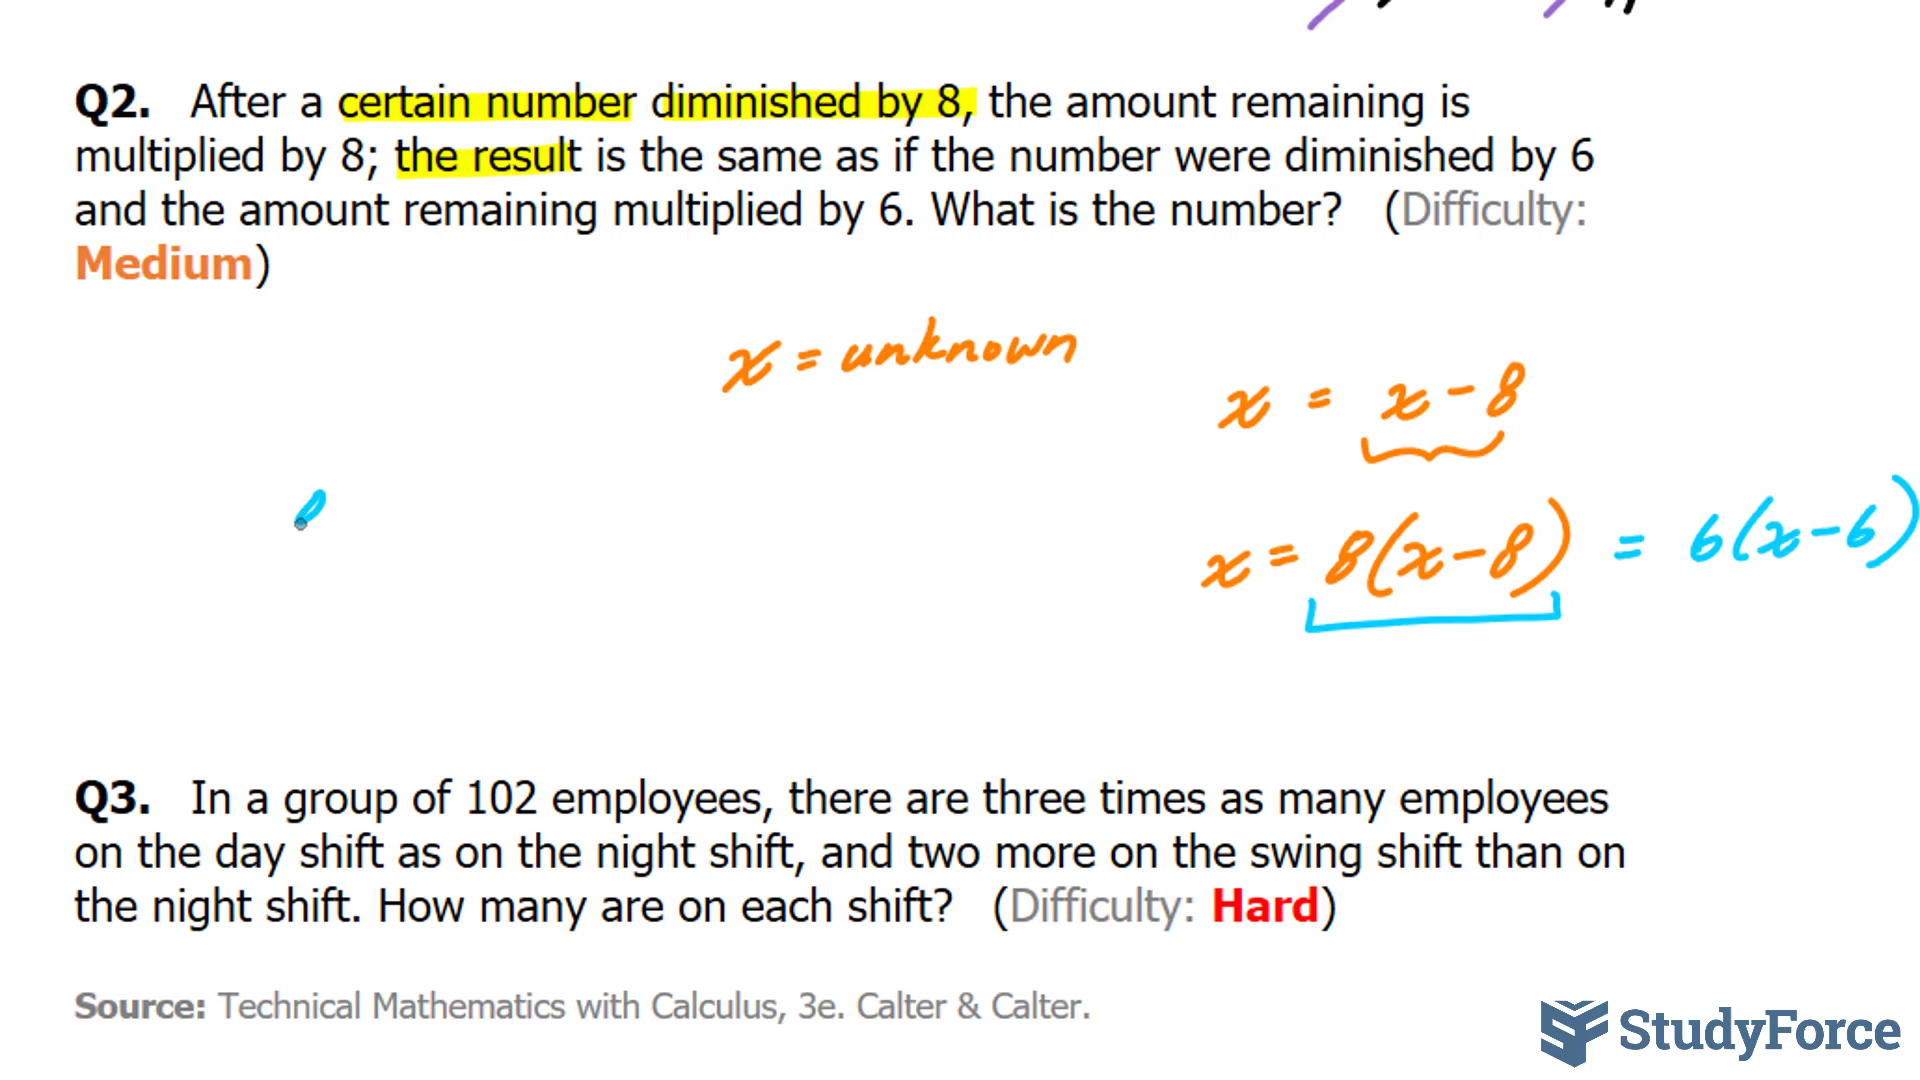 Q2. After a certain number diminished by 8, the amount remaining is
multiplied by 8; the result is the same as if the number were diminished by 6
and the amount remaining multiplied by 6. What is the number? (Difficulty:
Medium)
x = unknown
x = x - 8
x = 8(x-8) = 6(x-6)
Q3. In a group of 102 employees, there are three times as many employees
on the day shift as on the night shift, and two more on the swing shift than on
the night shift. How many are on each shift? (Difficulty: Hard)
Source: Technical Mathematics with Calculus, 3e. Calter & Calter.
StudyForce